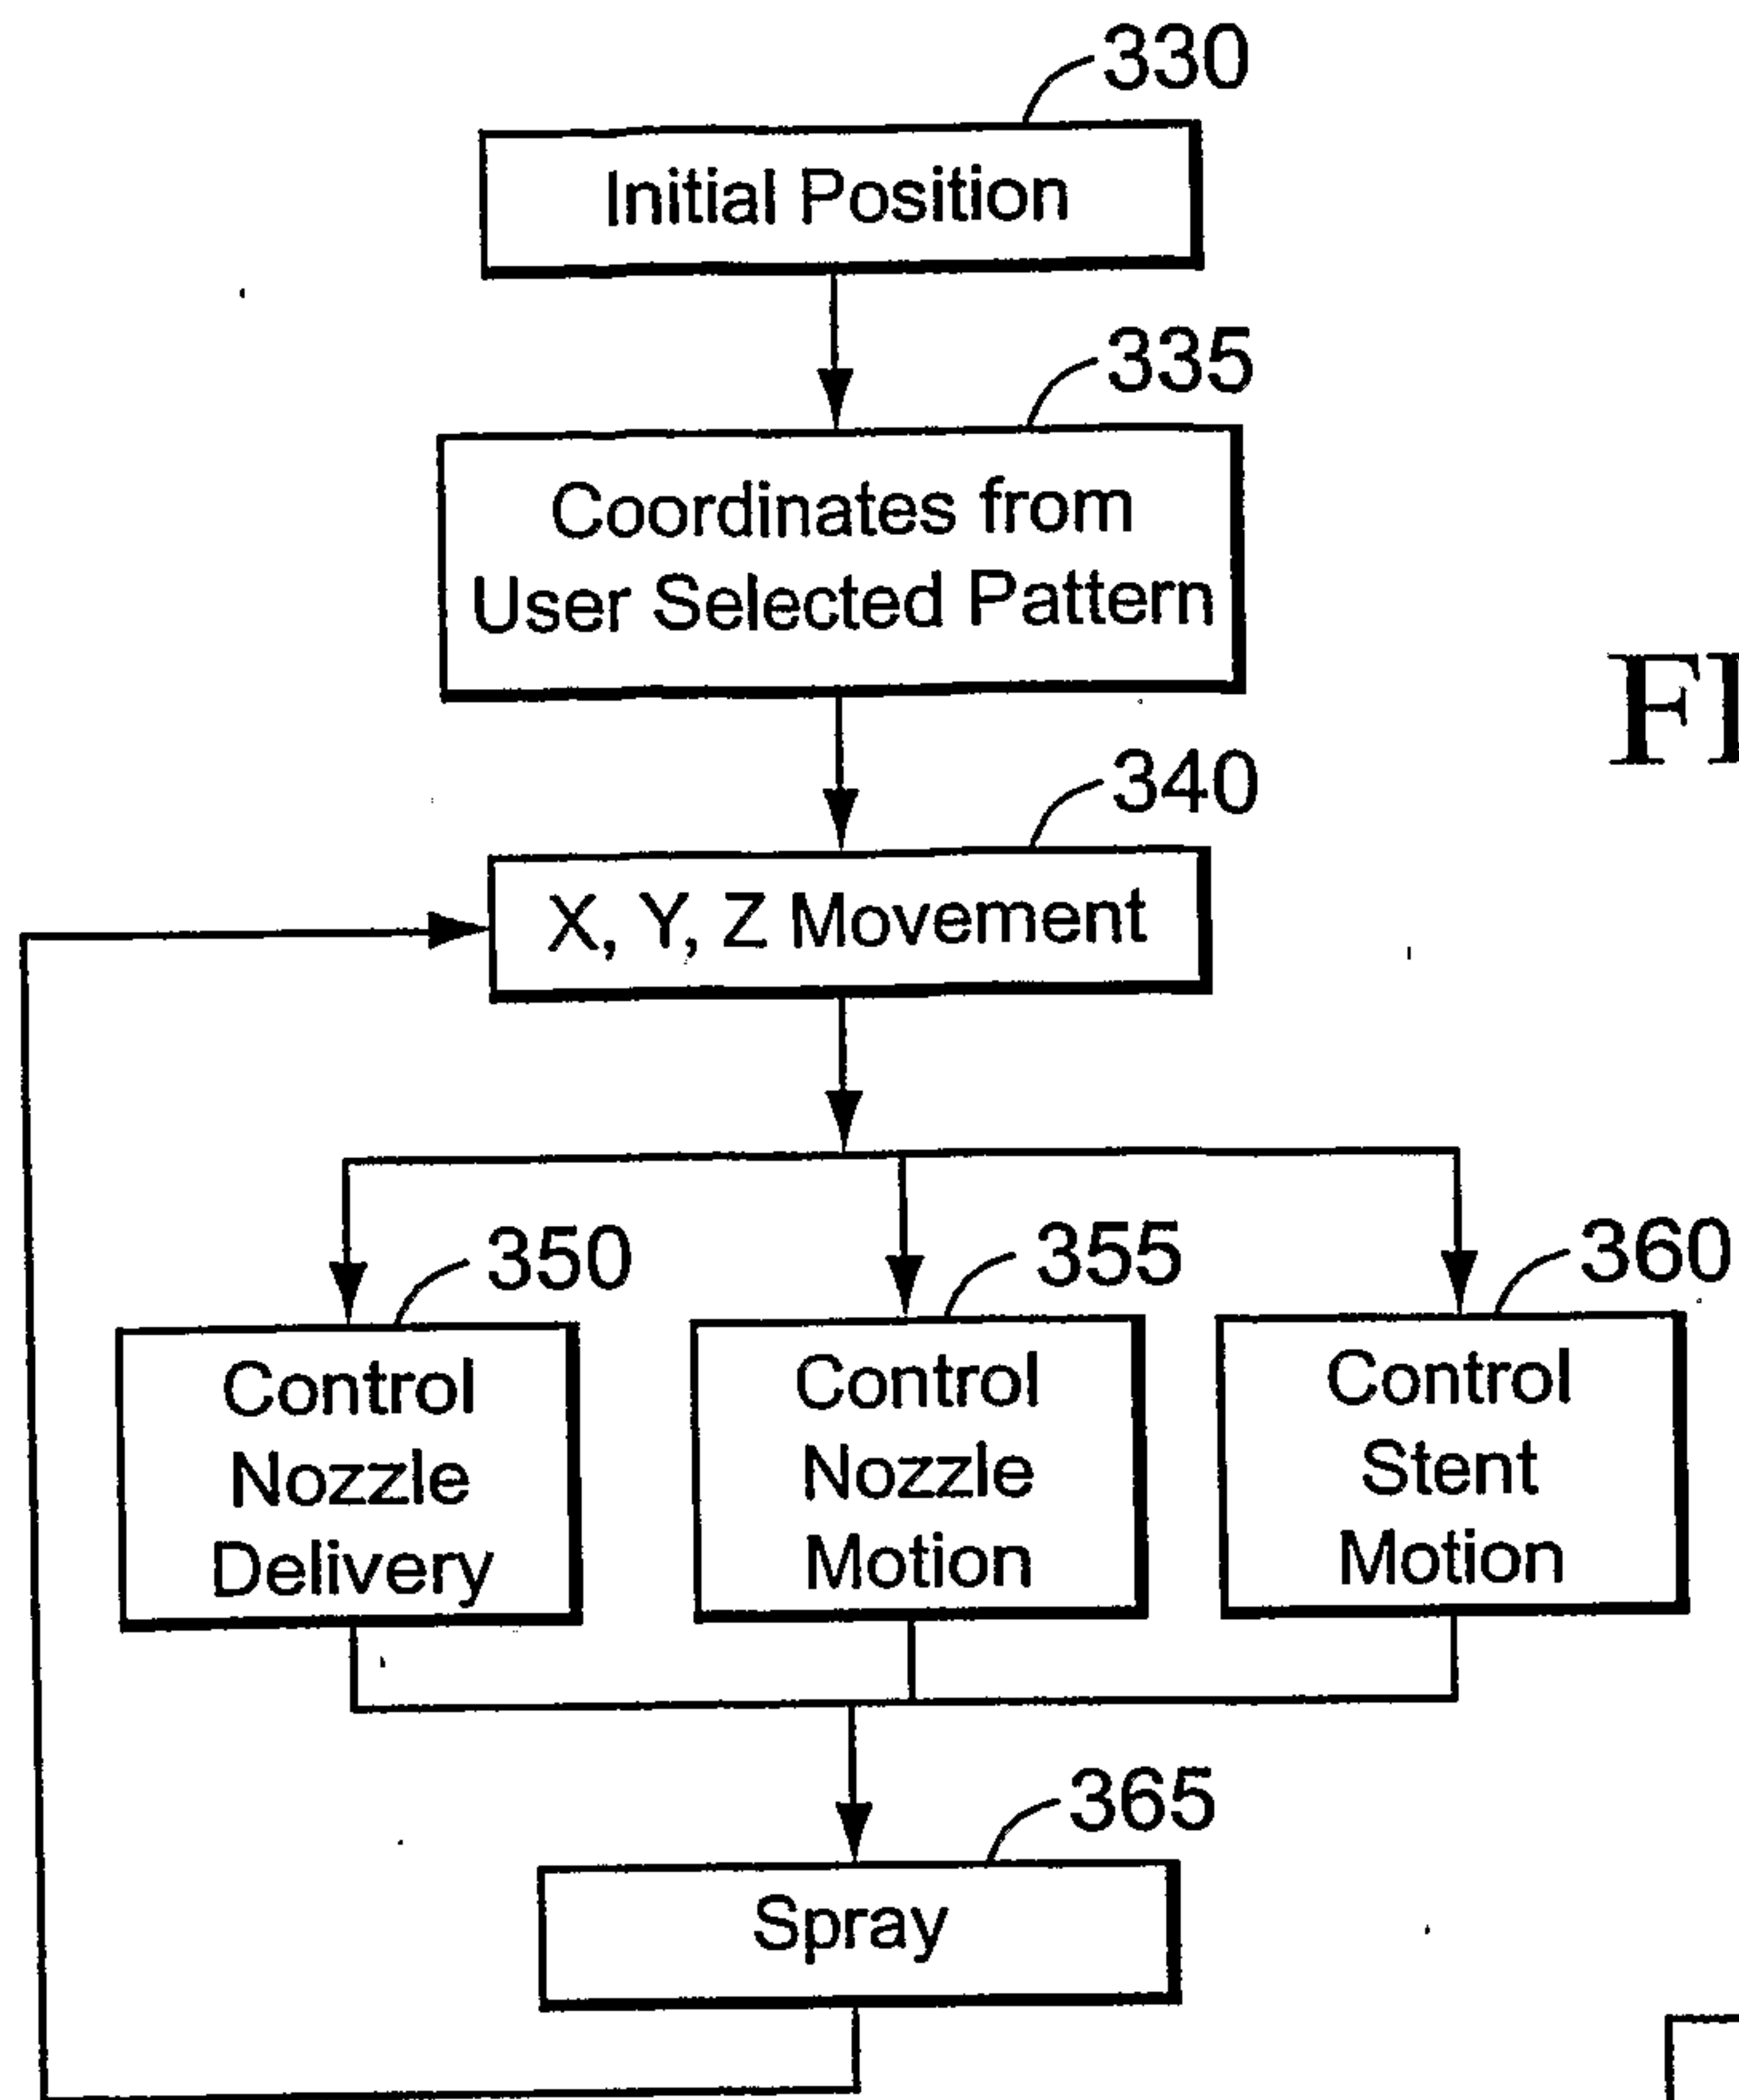 330
Initial Position
335
Coordinates from
User Selected Pattern
340
X, Y, Z Movement
350
355
360
Control
Nozzle
Delivery
Control
Nozzle
Motion
Control
Stent
Motion
365
Spray